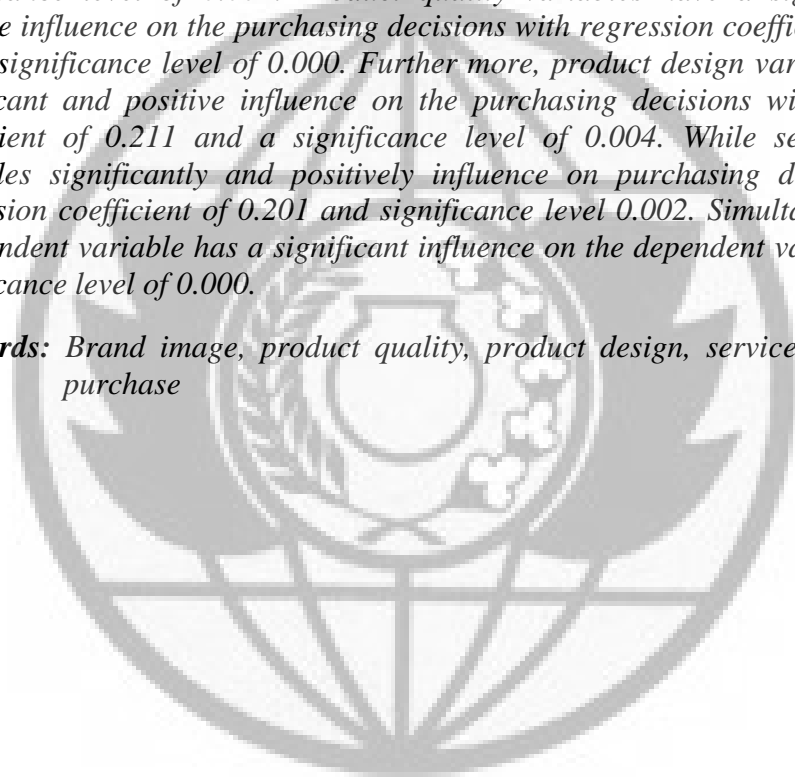 e influence on the purchasing decisions with regression coeffic
significance level of 0.000. Further more, product design var
cant and positive influence on the purchasing decisions wi
ient of 0.211 and a significance level of 0.004. While se
les significantly and positively influence on purchasing d
sion coefficient of 0.201 and significance level 0.002. Simulta
ndent variable has a significant influence on the dependent va
cance level of 0.000.
rds: Brand image, product quality, product design, service
purchase